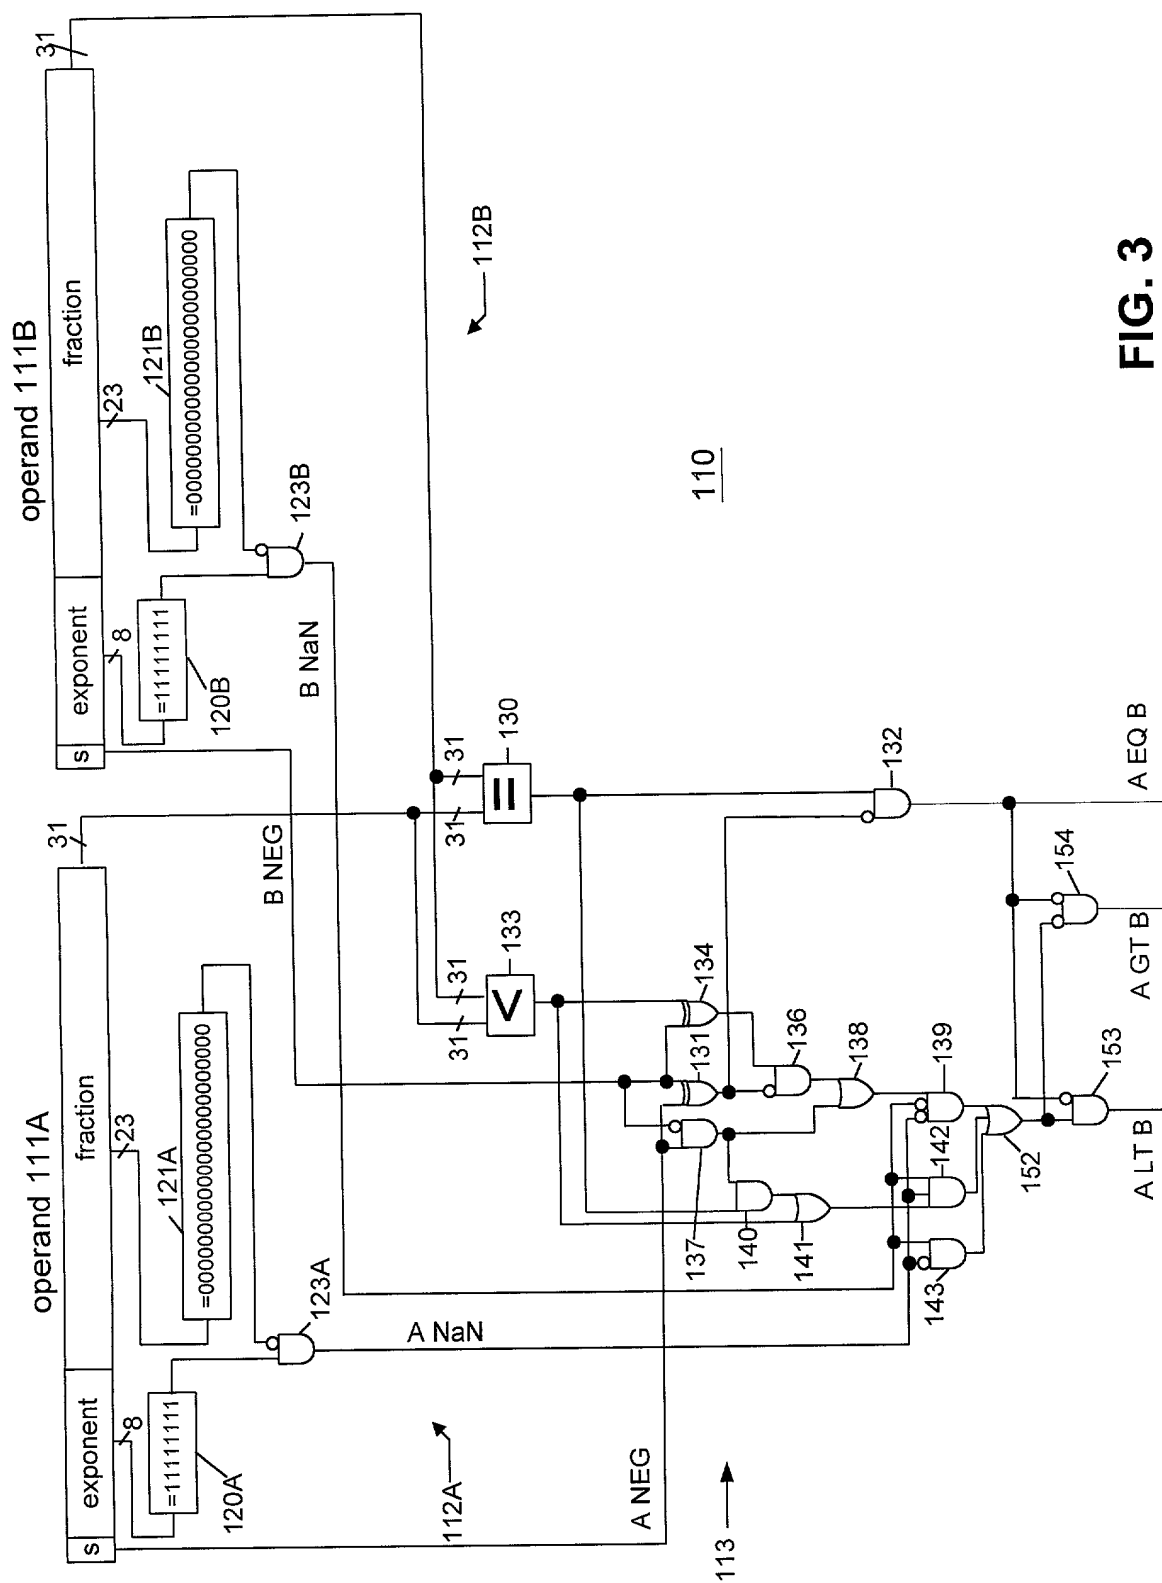 operand 111A
operand 111B
s
exponent
fraction
31
s
exponent
fraction
31
8
23
8
23
=11111111
=00000000000000000000000
121A
=11111111
=00000000000000000000000
121B
120A
123A
120B
123B
B NEG
B NaN
A NaN
112A
112B
31
31
31
31
<
133
=
130
A NEG
113
110
137
131
134
140
136
141
138
132
143
142
139
152
153
154
A LT B
A GT B
A EQ B
FIG. 3